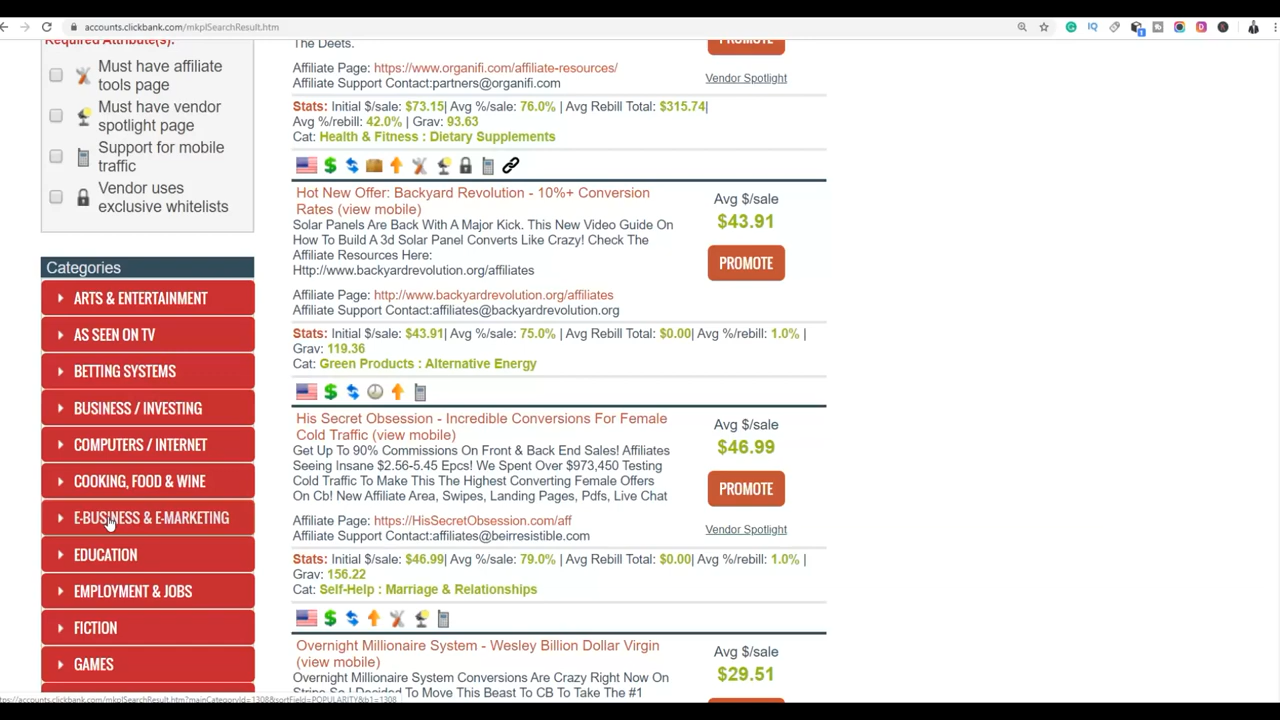 accounts.clickbank.com/mkplSearchResult.htm
Required Attribute(s):
Must have affiliate
tools page
Must have vendor
spotlight page
Support for mobile
traffic
Vendor uses
exclusive whitelists
Categories
ARTS & ENTERTAINMENT
AS SEEN ON TV
BETTING SYSTEMS
BUSINESS / INVESTING
COMPUTERS / INTERNET
COOKING, FOOD & WINE
E-BUSINESS & E-MARKETING
EDUCATION
EMPLOYMENT & JOBS
FICTION
GAMES
The Deets.
PROMOTE
Affiliate Page: https://www.organifi.com/affiliate-resources/
Affiliate Support Contact:partners@organifi.com
Vendor Spotlight
Stats: Initial $/sale: $73.15| Avg %/sale: 76.0% | Avg Rebill Total: $315.74|
Avg %/rebill: 42.0% | Grav: 93.63
Cat: Health & Fitness : Dietary Supplements
Hot New Offer: Backyard Revolution - 10%+ Conversion
Rates (view mobile)
Solar Panels Are Back With A Major Kick. This New Video Guide On
How To Build A 3d Solar Panel Converts Like Crazy! Check The
Affiliate Resources Here:
Http://www.backyardrevolution.org/affiliates
Avg $/sale
$43.91
PROMOTE
Affiliate Page: http://www.backyardrevolution.org/affiliates
Affiliate Support Contact:affiliates@backyardrevolution.org
Stats: Initial $/sale: $43.91| Avg %/sale: 75.0% | Avg Rebill Total: $0.00| Avg %/rebill: 1.0% |
Grav: 119.36
Cat: Green Products : Alternative Energy
His Secret Obsession - Incredible Conversions For Female
Cold Traffic (view mobile)
Get Up To 90% Commissions On Front & Back End Sales! Affiliates
Seeing Insane $2.56-5.45 Epcs! We Spent Over $973,450 Testing
Cold Traffic To Make This The Highest Converting Female Offers
On Cb! New Affiliate Area, Swipes, Landing Pages, Pdfs, Live Chat
Avg $/sale
$46.99
PROMOTE
Affiliate Page: https://HisSecretObsession.com/aff
Affiliate Support Contact:affiliates@beirresistible.com
Vendor Spotlight
Stats: Initial $/sale: $46.99| Avg %/sale: 79.0% | Avg Rebill Total: $0.00| Avg %/rebill: 1.0% |
Grav: 156.22
Cat: Self-Help : Marriage & Relationships
Overnight Millionaire System - Wesley Billion Dollar Virgin
(view mobile)
Overnight Millionaire System Conversions Are Crazy Right Now On
Stripe So I Decided To Move This Beast To CB To Take The #1
Avg $/sale
$29.51
ttps://accounts.clickbank.com/mkplSearchResult.htm?mainCategoryId=1308&sortField=POPULARITY&b1=1308